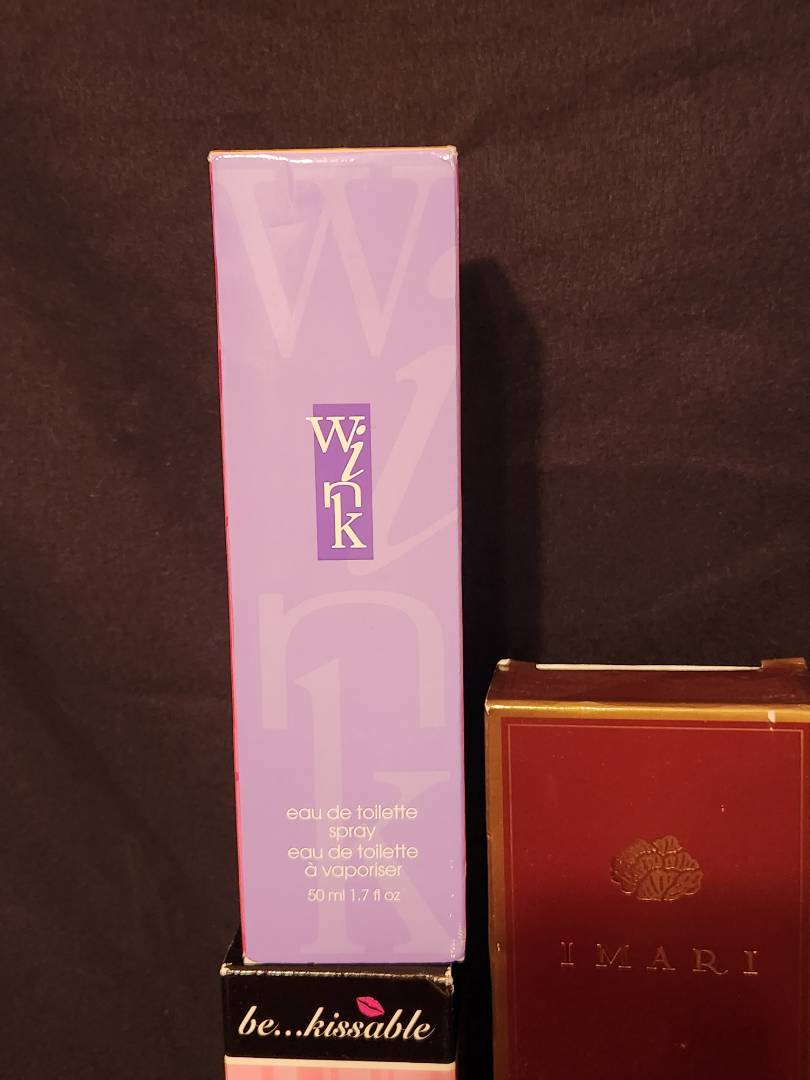 Wink
wink
eau de toilette
spray
eau de toilette
à vaporiser
50 ml 1.7 fl oz
be...kissable
IMARI